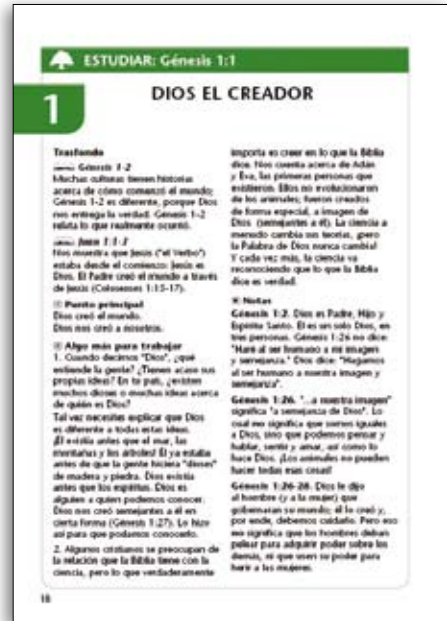 ESTUDIAR: Génesis 1:1
1
DIOS EL CREADOR
Trasfondo
Génesis 1-2
Muchas culturas tienen historias
acerca de cómo comenzó el mundo;
Génesis 1-2 es diferente, porque Dios
nos entrega la verdad. Génesis 1-2
relata lo que realmente ocurrió.
Juan 1:1-3
Nos muestra que Jesús ("el Verbo")
estaba desde el comienzo: Jesús es
Dios. El Padre creó el mundo a través
de Jesús (Colosenses 1:15-17).
Punto principal
Dios creó el mundo.
Dios nos creó a nosotros.
Algo más para trabajar
1. Cuando decimos "Dios", ¿qué
entiende la gente? ¿Tienen acaso sus
propias ideas? En tu país, ¿existen
muchos dioses o muchas ideas acerca
de quién es Dios?
Tal vez necesites explicar que Dios
es diferente a todas estas ideas.
¡Él existía antes que el mar, las
montañas y los árboles! Él ya estaba
antes de que la gente hiciera "dioses"
de madera y piedra. Dios existía
antes que los espíritus. Dios es
alguien a quien podemos conocer.
Dios nos creó semejantes a él en
cierta forma (Génesis 1:27). Lo hizo
así para que podamos conocerlo.
2. Algunos cristianos se preocupan de
la relación que la Biblia tiene con la
ciencia, pero lo que verdaderamente
importa es creer en lo que la Biblia
dice. Nos cuenta acerca de Adán
y Eva, las primeras personas que
existieron. Ellos no evolucionaron
de los animales; fueron creados
de forma especial, a imagen de
Dios (semejantes a él). La ciencia a
menudo cambia sus teorías, ¡pero
la Palabra de Dios nunca cambia!
Y cada vez más, la ciencia va
reconociendo que lo que la Biblia
dice es verdad.
Notas
Génesis 1:2. Dios es Padre, Hijo y
Espíritu Santo. Él es un solo Dios, en
tres personas. Génesis 1:26 no dice:
"Haré al ser humano a mi imagen
y semejanza." Dios dice: "Hagamos
al ser humano a nuestra imagen y
semejanza".
Génesis 1:26. "...a nuestra imagen"
significa "a semejanza de Dios". Lo
cual no significa que somos iguales
a Dios, sino que podemos pensar y
hablar, sentir y amar, así como lo
hace Dios. ¡Los animales no pueden
hacer todas esas cosas!
Génesis 1:26-28. Dios le dijo
al hombre (y a la mujer) que
gobernaran su mundo; él lo creó y,
por ende, debemos cuidarlo. Pero eso
no significa que los hombres deban
pelear para adquirir poder sobre los
demás, ni que usen su poder para
herir a las mujeres.
18